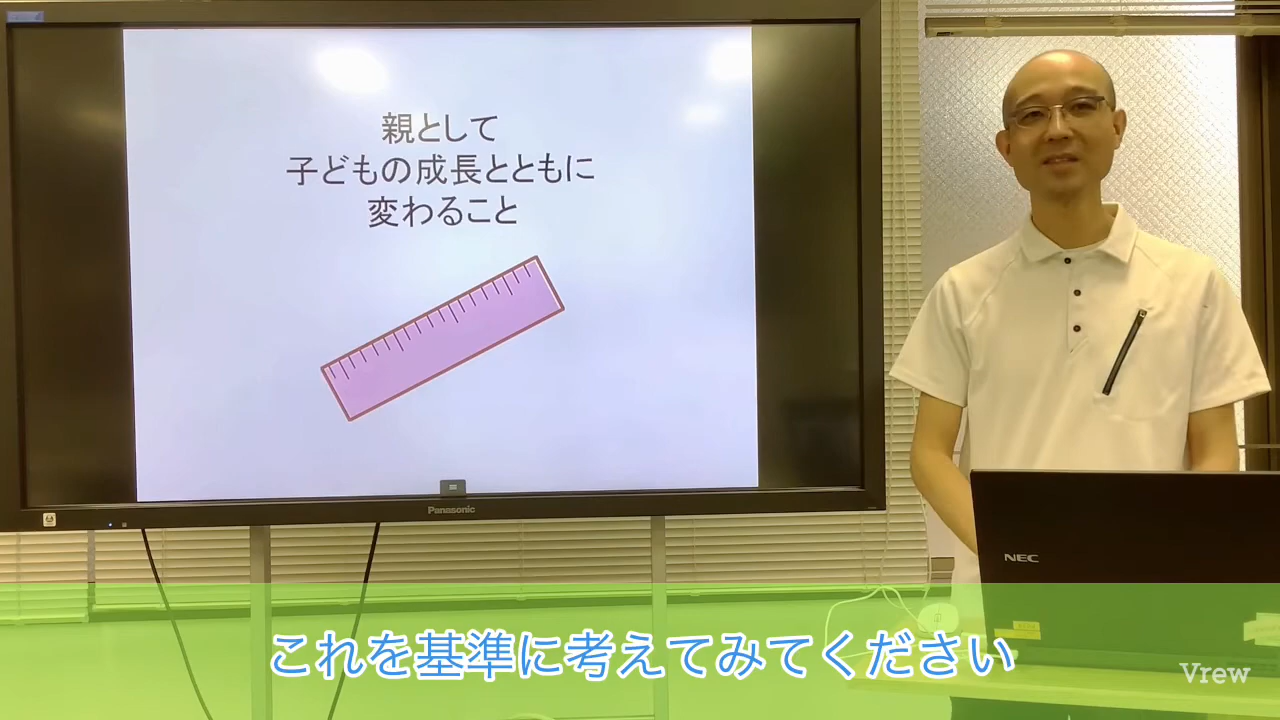 親として
子どもの成長とともに
変わること
Panasonic
NEC
これを基準に考えてみてください
Vrew